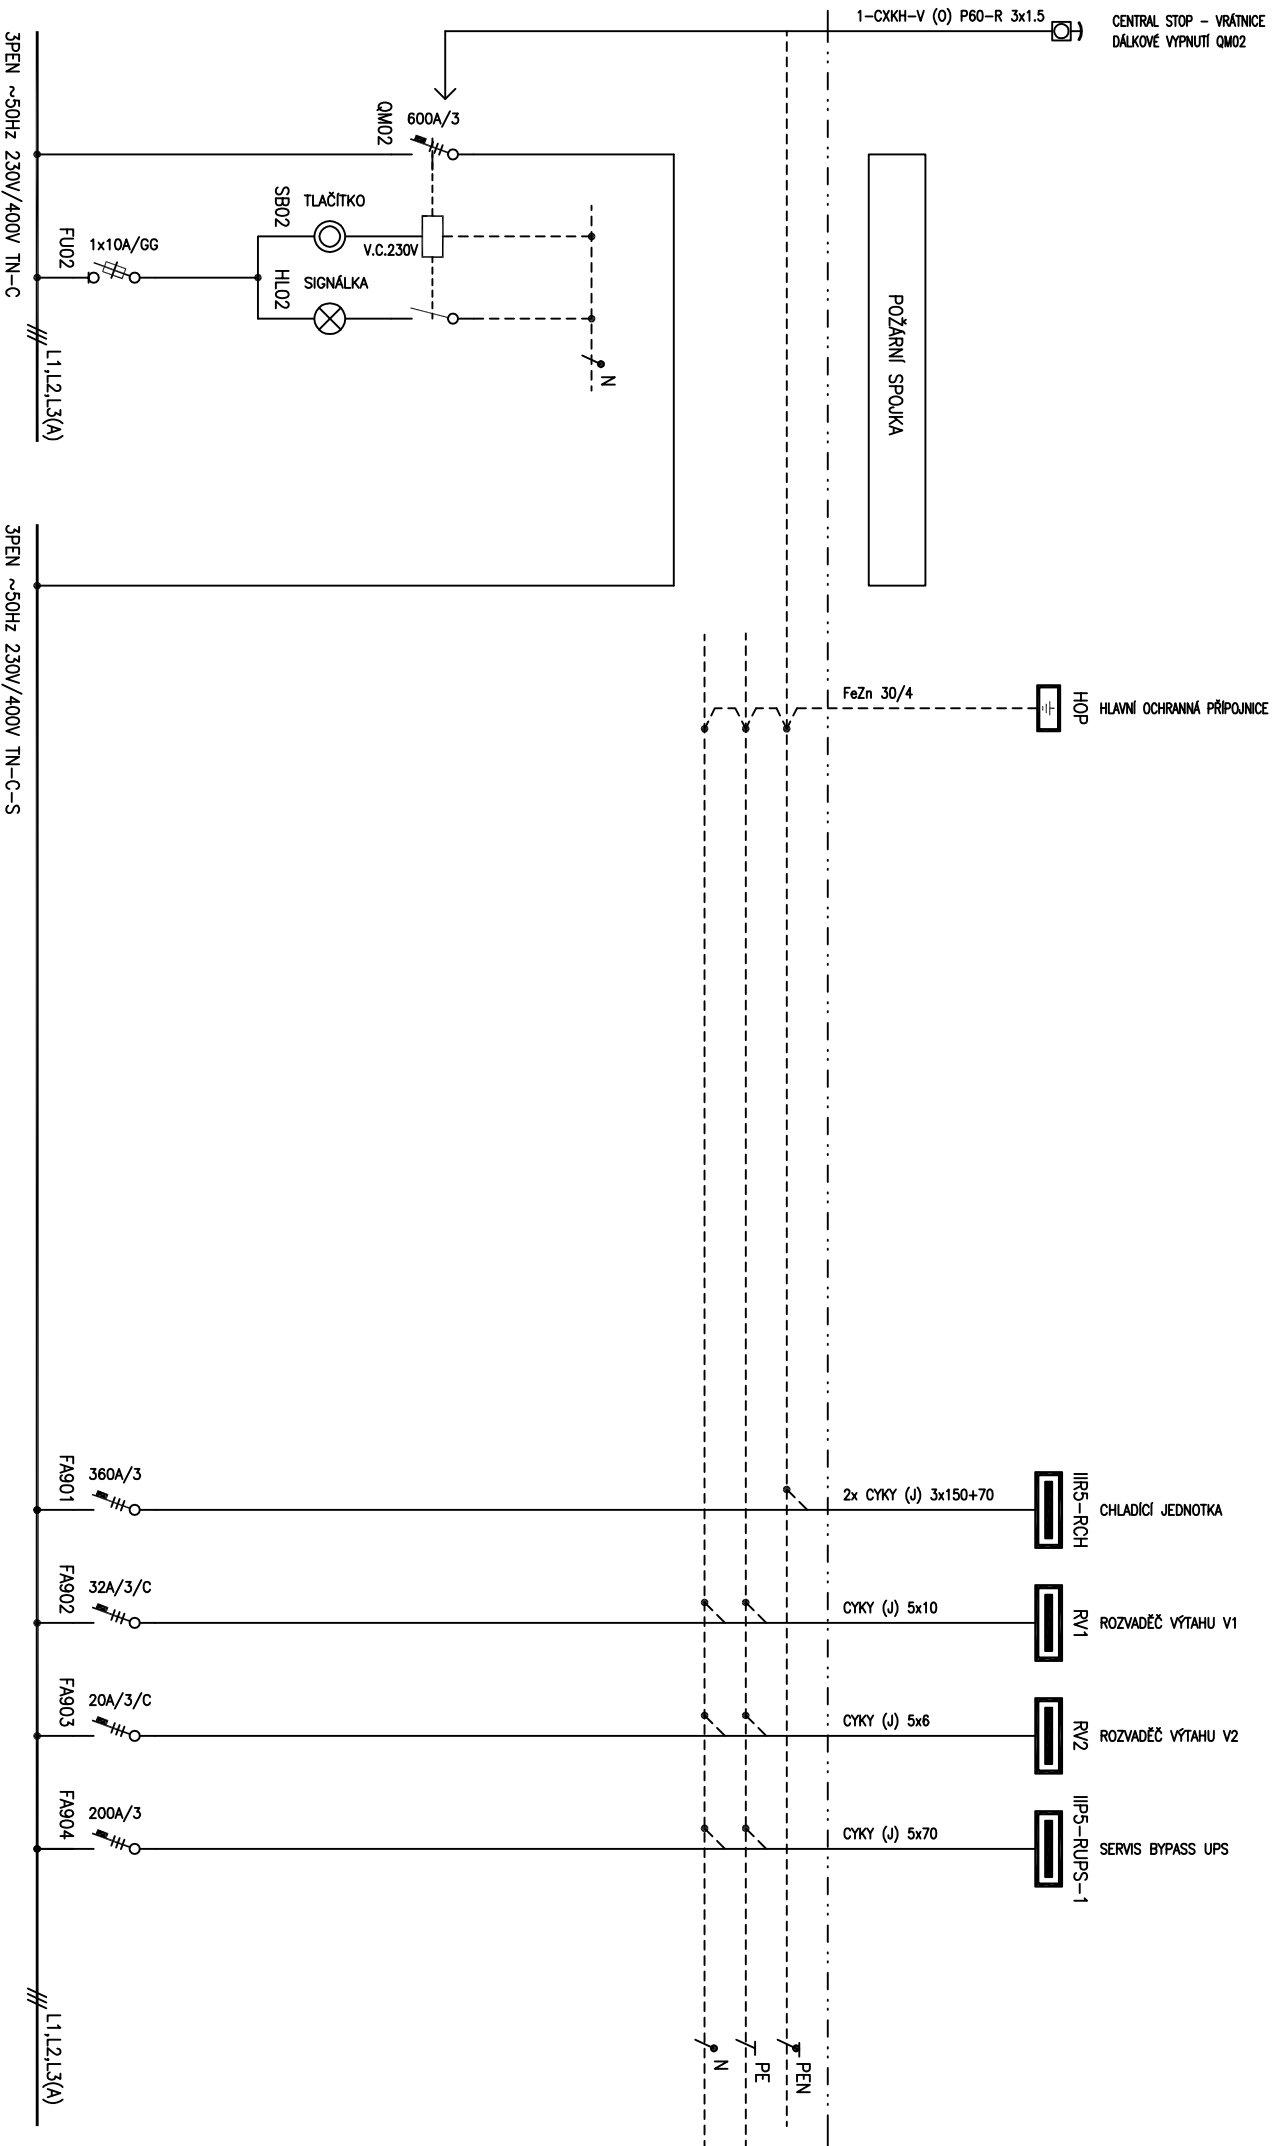 1-CXKH-V (O) P60-R 3x1.5
CENTRAL STOP - VRÁTNICE
DÁLKOVÉ VYPNUTÍ QM02
3PEN ~50Hz 230V/400V TN-C
QM02
600A/3
SB02
TLAČÍTKO
V.C.230V
FU02
1x10A/GG
HL02
SIGNÁLKA
N
L1,L2,L3(A)
POŽÁRNÍ SPOJKA
3PEN ~50Hz 230V/400V TN-C-S
FeZn 30/4
HOP
HLAVNÍ OCHRANNÁ PŘÍPOJNICE
FA901
360A/3
2x CYKY (J) 3x150+70
IIR5-RCH
CHLADÍCÍ JEDNOTKA
FA902
32A/3/C
CYKY (J) 5x10
RV1
ROZVADĚČ VÝTAHU V1
FA903
20A/3/C
CYKY (J) 5x6
RV2
ROZVADĚČ VÝTAHU V2
FA904
200A/3
CYKY (J) 5x70
IIP5-RUPS-1
SERVIS BYPASS UPS
L1,L2,L3(A)
N
PE
PEN